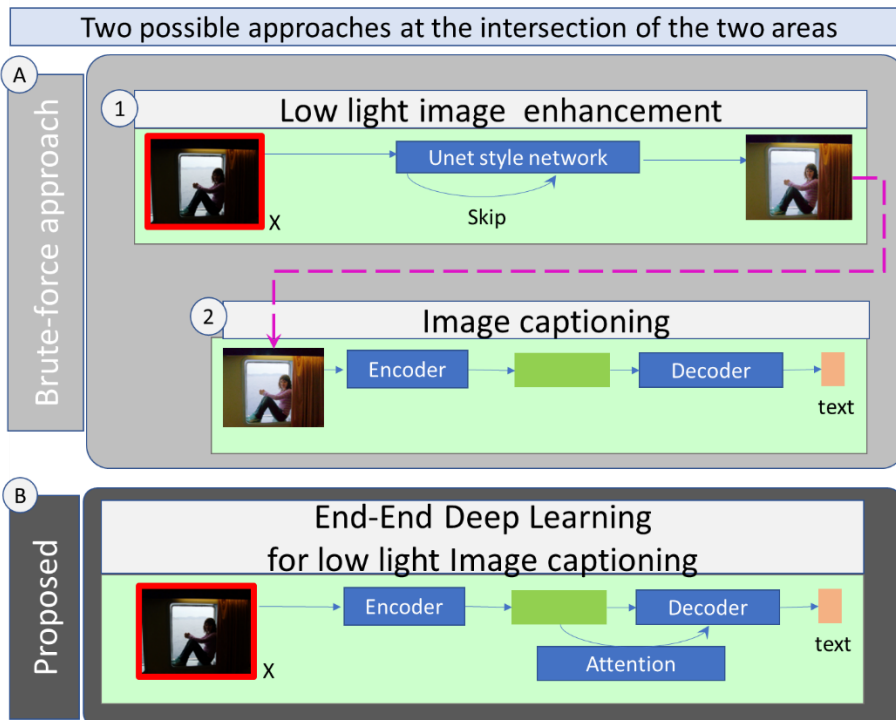 Two possible approaches at the intersection of the two areas
A
Brute-force approach
1
Low light image enhancement
Unet style network
X
Skip
2
Image captioning
Encoder
Decoder
text
B
Proposed
End-End Deep Learning
for low light Image captioning
Encoder
Decoder
text
Attention
X